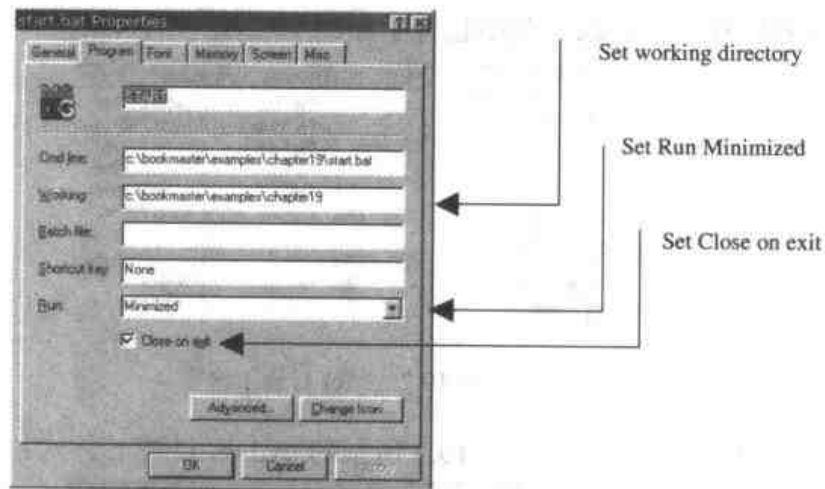 start.bat Properties
General Program Font Memory Screen Misc
START
Cmd line: c:\bookmaster\examples\chapter19\start.bat
Working: c:\bookmaster\examples\chapter19
Batch file:
Shortcut key: None
Run: Minimized
Close on exit
Advanced... Change Icon...
OK Cancel
Set working directory
Set Run Minimized
Set Close on exit